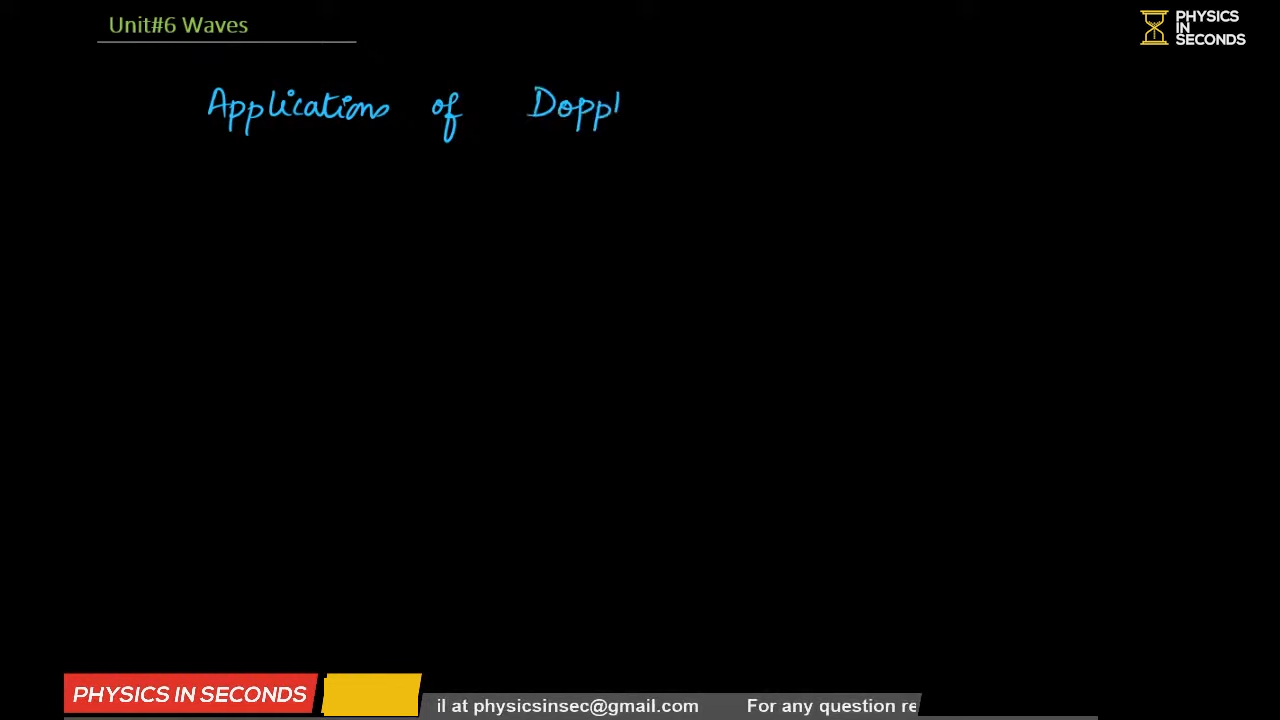 Unit#6 Waves
PHYSICS
IN
SECONDS
Applications of Doppl
PHYSICS IN SECONDS
il at physicsinsec@gmail.com For any question re